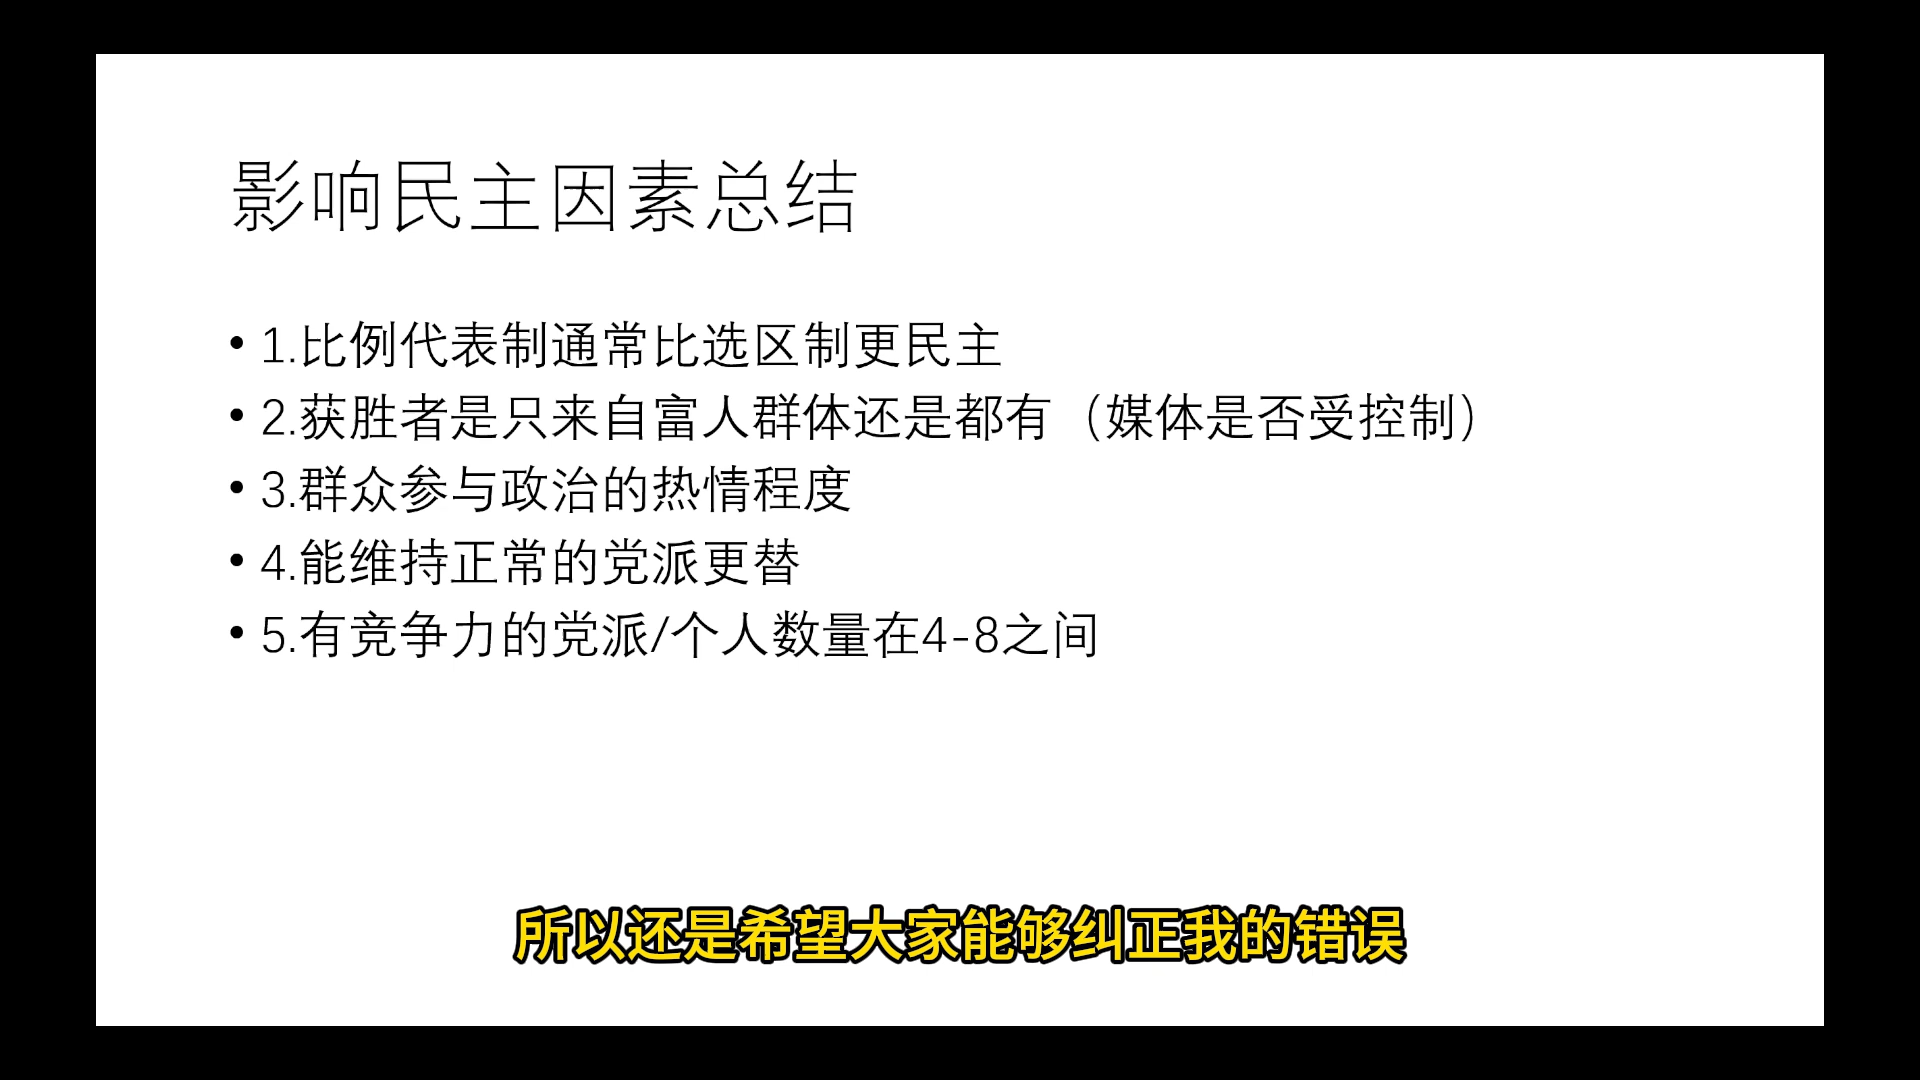 影响民主因素总结
• 1.比例代表制通常比选区制更民主
• 2.获胜者是只来自富人群体还是都有（媒体是否受控制）
• 3.群众参与政治的热情程度
• 4.能维持正常的党派更替
• 5.有竞争力的党派/个人数量在4-8之间
所以还是希望大家能够纠正我的错误